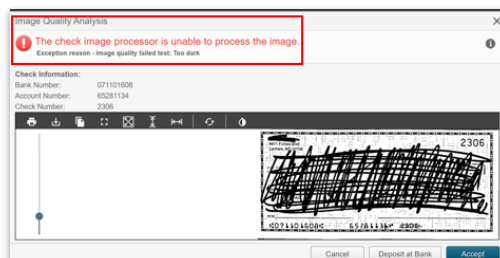 Image Quality Analysis
The check image processor is unable to process the image.
Exception reason - Image quality failed test: Too dark
Check Information:
Bank Number: 071101608
Account Number: 65281134
Check Number: 2306
2306
Cancel Deposit at Bank Accept